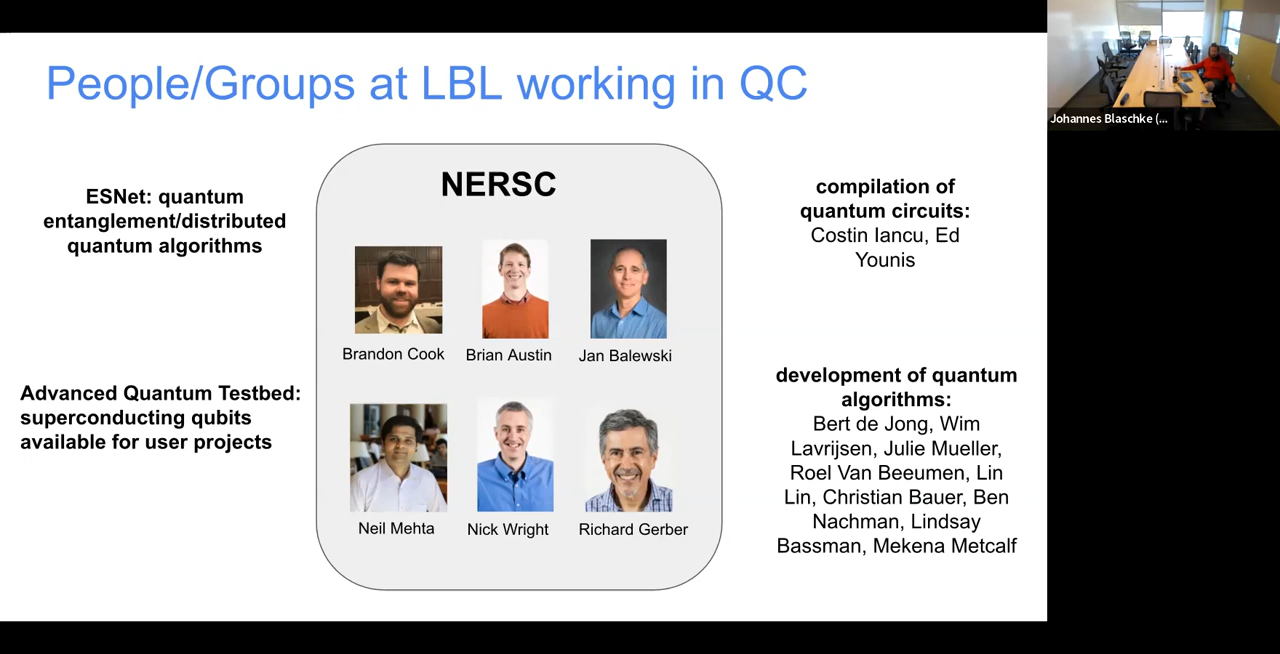 People/Groups at LBL working in QC
ESNet: quantum
entanglement/distributed
quantum algorithms
Advanced Quantum Testbed:
superconducting qubits
available for user projects
NERSC
Brandon Cook
Brian Austin
Jan Balewski
Neil Mehta
Nick Wright
Richard Gerber
compilation of
quantum circuits:
Costin Iancu, Ed
Younis
development of quantum
algorithms:
Bert de Jong, Wim
Lavrijsen, Julie Mueller,
Roel Van Beeumen, Lin
Lin, Christian Bauer, Ben
Nachman, Lindsay
Bassman, Mekena Metcalf
Johannes Blaschke (...